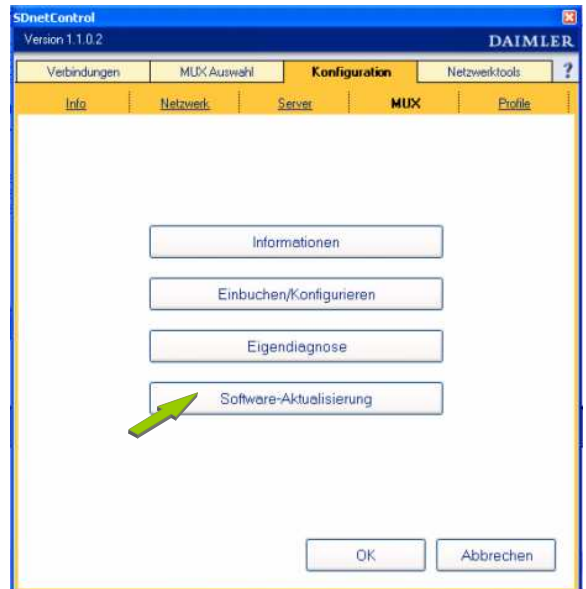 SDnetControl
Version 1.1.0.2 DAIMLER
Verbindungen MUX Auswahl Konfiguration Netzwerktools ?
Info Netzwerk Server MUX Profile
Informationen
Einbuchen/Konfigurieren
Eigendiagnose
Software-Aktualisierung
OK Abbrechen